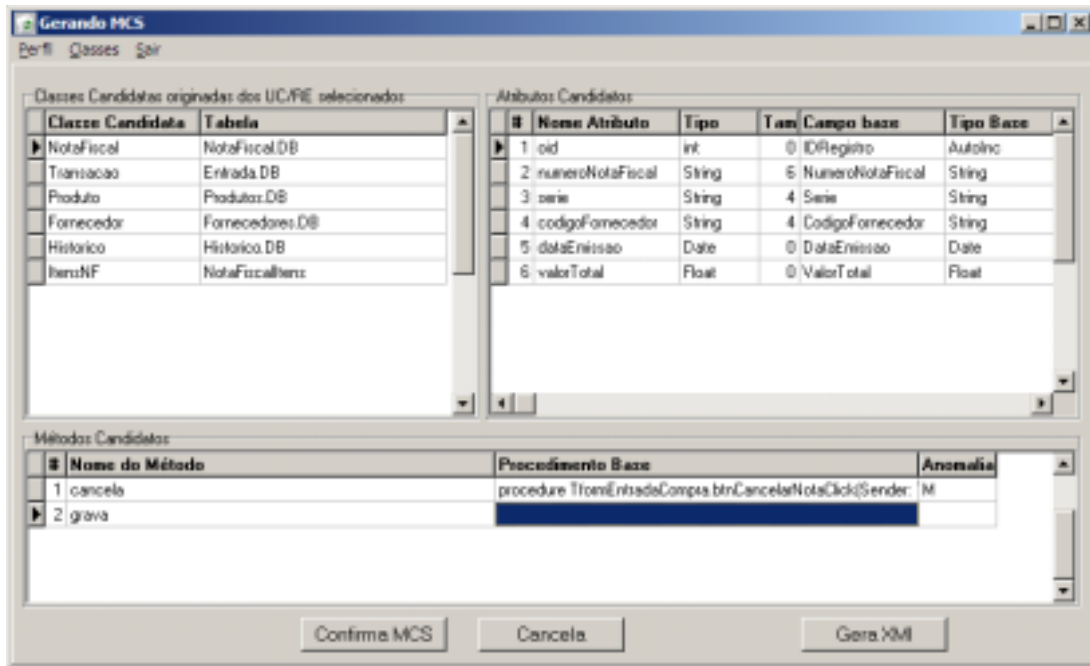 Gerando MCS
Perfil Classes Sair
Classes Candidatas originadas dos UC/RE selecionados
Classe Candidata Tabela
NotaFiscal NotaFiscal.DB
Transacao Entrada.DB
Produto Produtos.DB
Fornecedor Fornecedores.DB
Historico Historico.DB
ItensNF NotaFiscalItens
Atributos Candidatos
# Nome Atributo Tipo Tam Campo base Tipo Base
1 oid int 0 IDRegistro AutoInc
2 numeroNotaFiscal String 6 NumeroNotaFiscal String
3 serie String 4 Serie String
4 codigoFornecedor String 4 CodigoFornecedor String
5 dataEmissao Date 0 DataEmissao Date
6 valorTotal Float 0 ValorTotal Float
Métodos Candidatos
# Nome do Método Procedimento Base Anomalia
1 cancela procedure TformEntradaCompra.btnCancelarNotaClick(Sender: M
2 grava
Confirma MCS Cancela Gera XMI